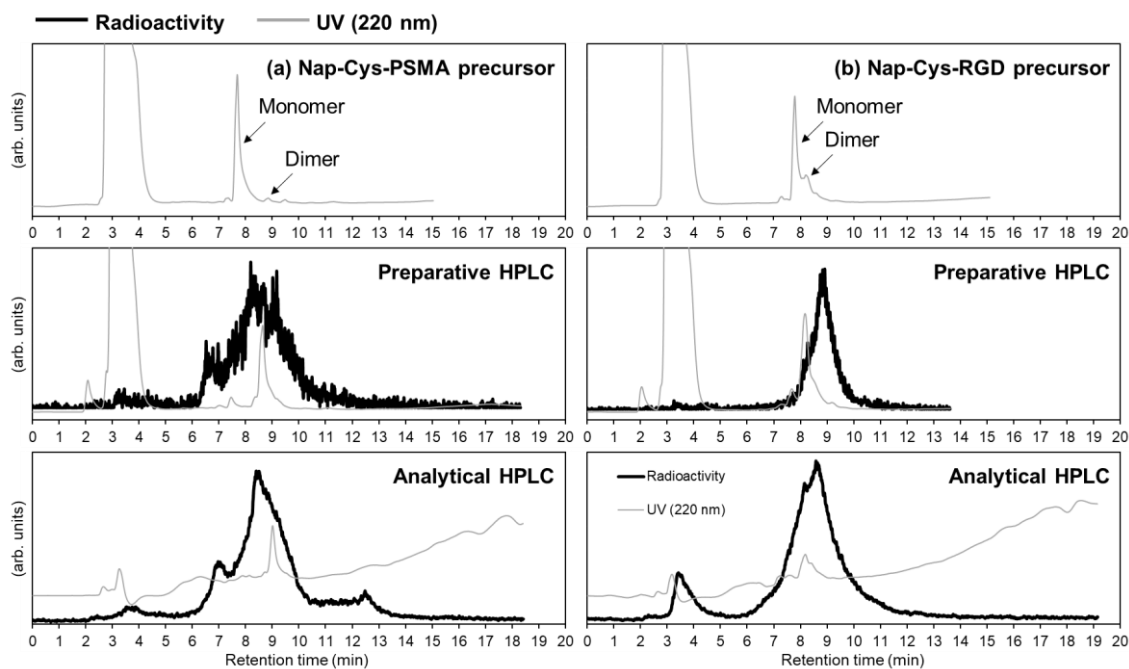 Radioactivity UV (220 nm)
(a) Nap-Cys-PSMA precursor
Monomer
Dimer
(arb. units)
0 1 2 3 4 5 6 7 8 9 10 11 12 13 14 15 16 17 18 19 20
(b) Nap-Cys-RGD precursor
Monomer
Dimer
0 1 2 3 4 5 6 7 8 9 10 11 12 13 14 15 16 17 18 19 20
Preparative HPLC
(arb. units)
0 1 2 3 4 5 6 7 8 9 10 11 12 13 14 15 16 17 18 19 20
Preparative HPLC
0 1 2 3 4 5 6 7 8 9 10 11 12 13 14 15 16 17 18 19 20
Analytical HPLC
(arb. units)
0 1 2 3 4 5 6 7 8 9 10 11 12 13 14 15 16 17 18 19 20
Retention time (min)
Analytical HPLC
Radioactivity
UV (220 nm)
0 1 2 3 4 5 6 7 8 9 10 11 12 13 14 15 16 17 18 19 20
Retention time (min)